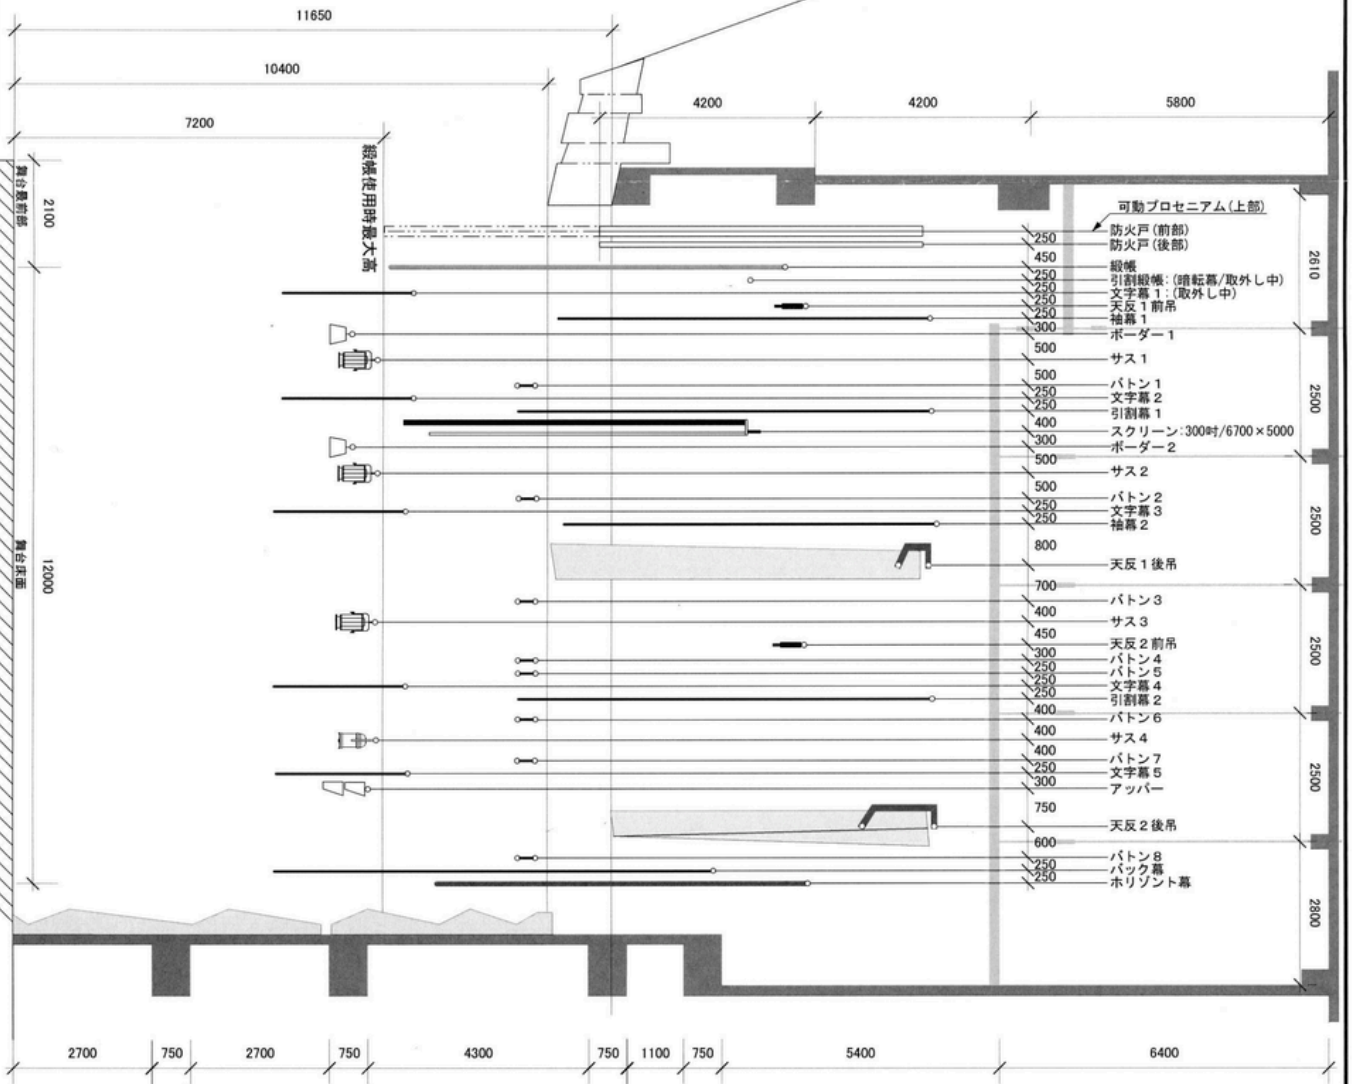 11650
10400
7200
4200
4200
5800
舞台最前部
2100
緞帳使用時最大高
舞台床面
12000
可動プロセニアム(上部)
防火戸(前部)
250
防火戸(後部)
450
緞帳
250
引割緞帳:(暗転幕/取外し中)
250
文字幕1:(取外し中)
250
天反1前吊
250
袖幕1
300
ボーダー1
500
サス1
500
バトン1
250
文字幕2
250
引割幕1
400
スクリーン:300吋/6700×5000
300
ボーダー2
500
サス2
500
バトン2
250
文字幕3
250
袖幕2
800
天反1後吊
700
バトン3
400
サス3
450
天反2前吊
300
バトン4
250
バトン5
250
文字幕4
250
引割幕2
400
バトン6
400
サス4
400
バトン7
250
文字幕5
300
アッパー
750
天反2後吊
600
バトン8
250
バック幕
250
ホリゾント幕
2610
2500
2500
2500
2500
2800
2700
750
2700
750
4300
750
1100
750
5400
6400